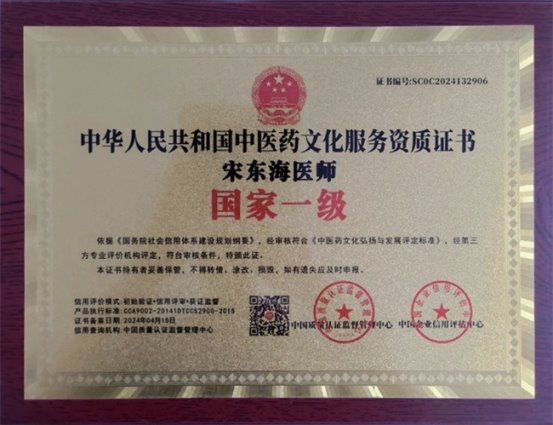 证书编号:SC0C2024132906
中华人民共和国中医药文化服务资质证书
宋东海医师
国家一级
依据《国务院社会信用体系建设规划纲要》，经审核符合《中医药文化弘扬与发展评定标准》，经第三
方专业评价机构评定，符台审核条件，特颁此证。
本证书持有者妥善保管，不得转借、涂改、损毁，如有遗失应及时申报。
信用评价模式:初始验证+信用评审+获证监督
产品执行标准:CCA9002-20141DTCCS2900-2015
证书备至日期:2024年04月15日
信用查询机构:中国质量认证监督管理中心
中国质量认证监督管理中心
中国企业信用评估中心